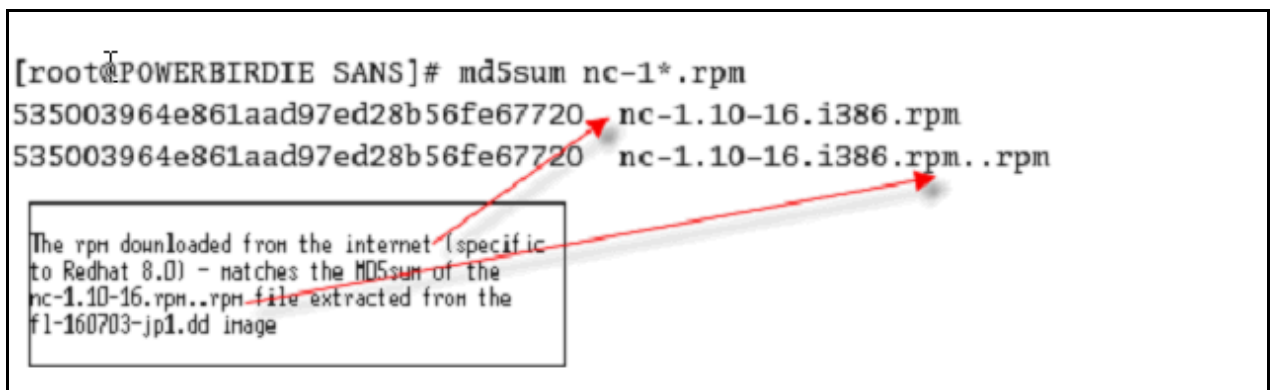 [root@POWERBIRDIE SANS]# md5sum nc-1*.rpm
535003964e861aad97ed28b56fe67720 nc-1.10-16.i386.rpm
535003964e861aad97ed28b56fe67720 nc-1.10-16.i386.rpm..rpm
The rpm downloaded from the internet (specific
to Redhat 8.0) - matches the MD5sum of the
nc-1.10-16.rpm..rpm file extracted from the
fl-160703-jp1.dd image